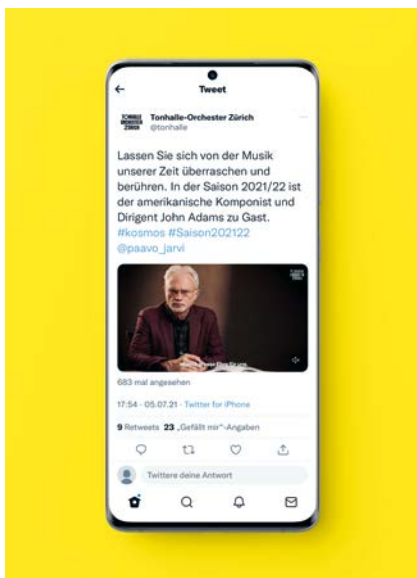 Tweet
TONHALLE
ORCHESTER
ZÜRICH
Tonhalle-Orchester Zürich
@tonhalle
Lassen Sie sich von der Musik
unserer Zeit überraschen und
berühren. In der Saison 2021/22 ist
der amerikanische Komponist und
Dirigent John Adams zu Gast.
#kosmos #Saison202122
@paavo_jarvi
683 mal angesehen
17:54 · 05.07.21 · Twitter for iPhone
9 Retweets 23 „Gefällt mir“-Angaben
Twittere deine Antwort